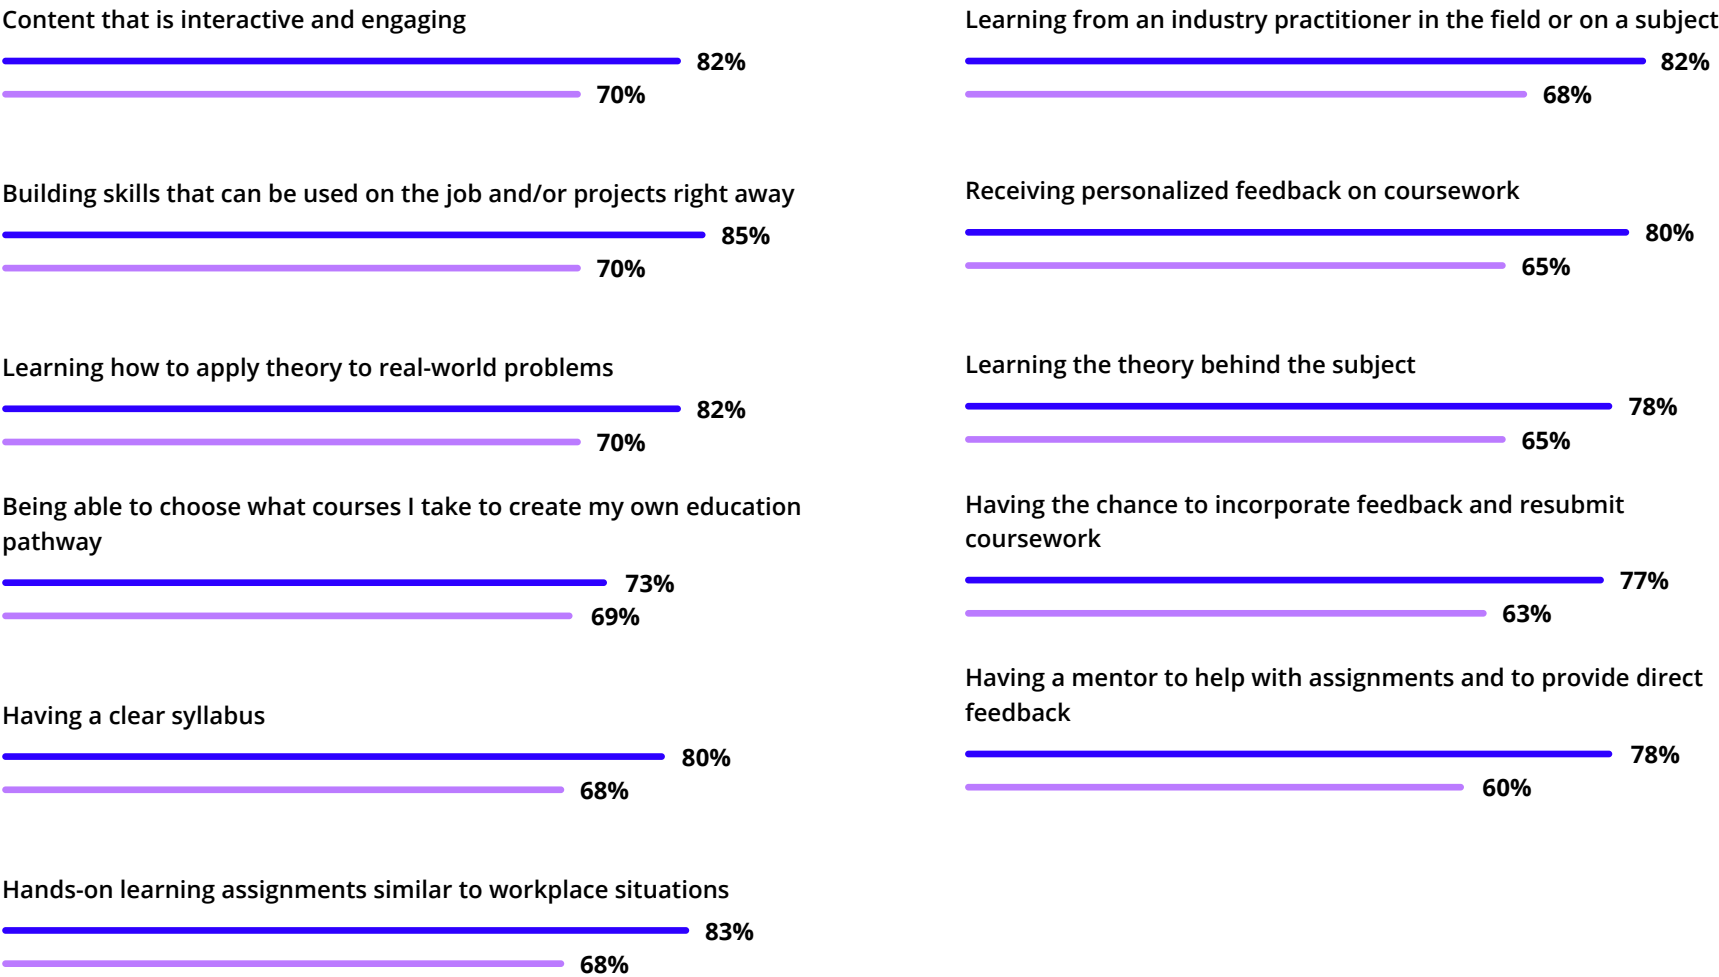 Content that is interactive and engaging
82%
70%
Building skills that can be used on the job and/or projects right away
85%
70%
Learning how to apply theory to real-world problems
82%
70%
Being able to choose what courses I take to create my own education
pathway
73%
69%
Having a clear syllabus
80%
68%
Hands-on learning assignments similar to workplace situations
83%
68%
Learning from an industry practitioner in the field or on a subject
82%
68%
Receiving personalized feedback on coursework
80%
65%
Learning the theory behind the subject
78%
65%
Having the chance to incorporate feedback and resubmit
coursework
77%
63%
Having a mentor to help with assignments and to provide direct
feedback
78%
60%